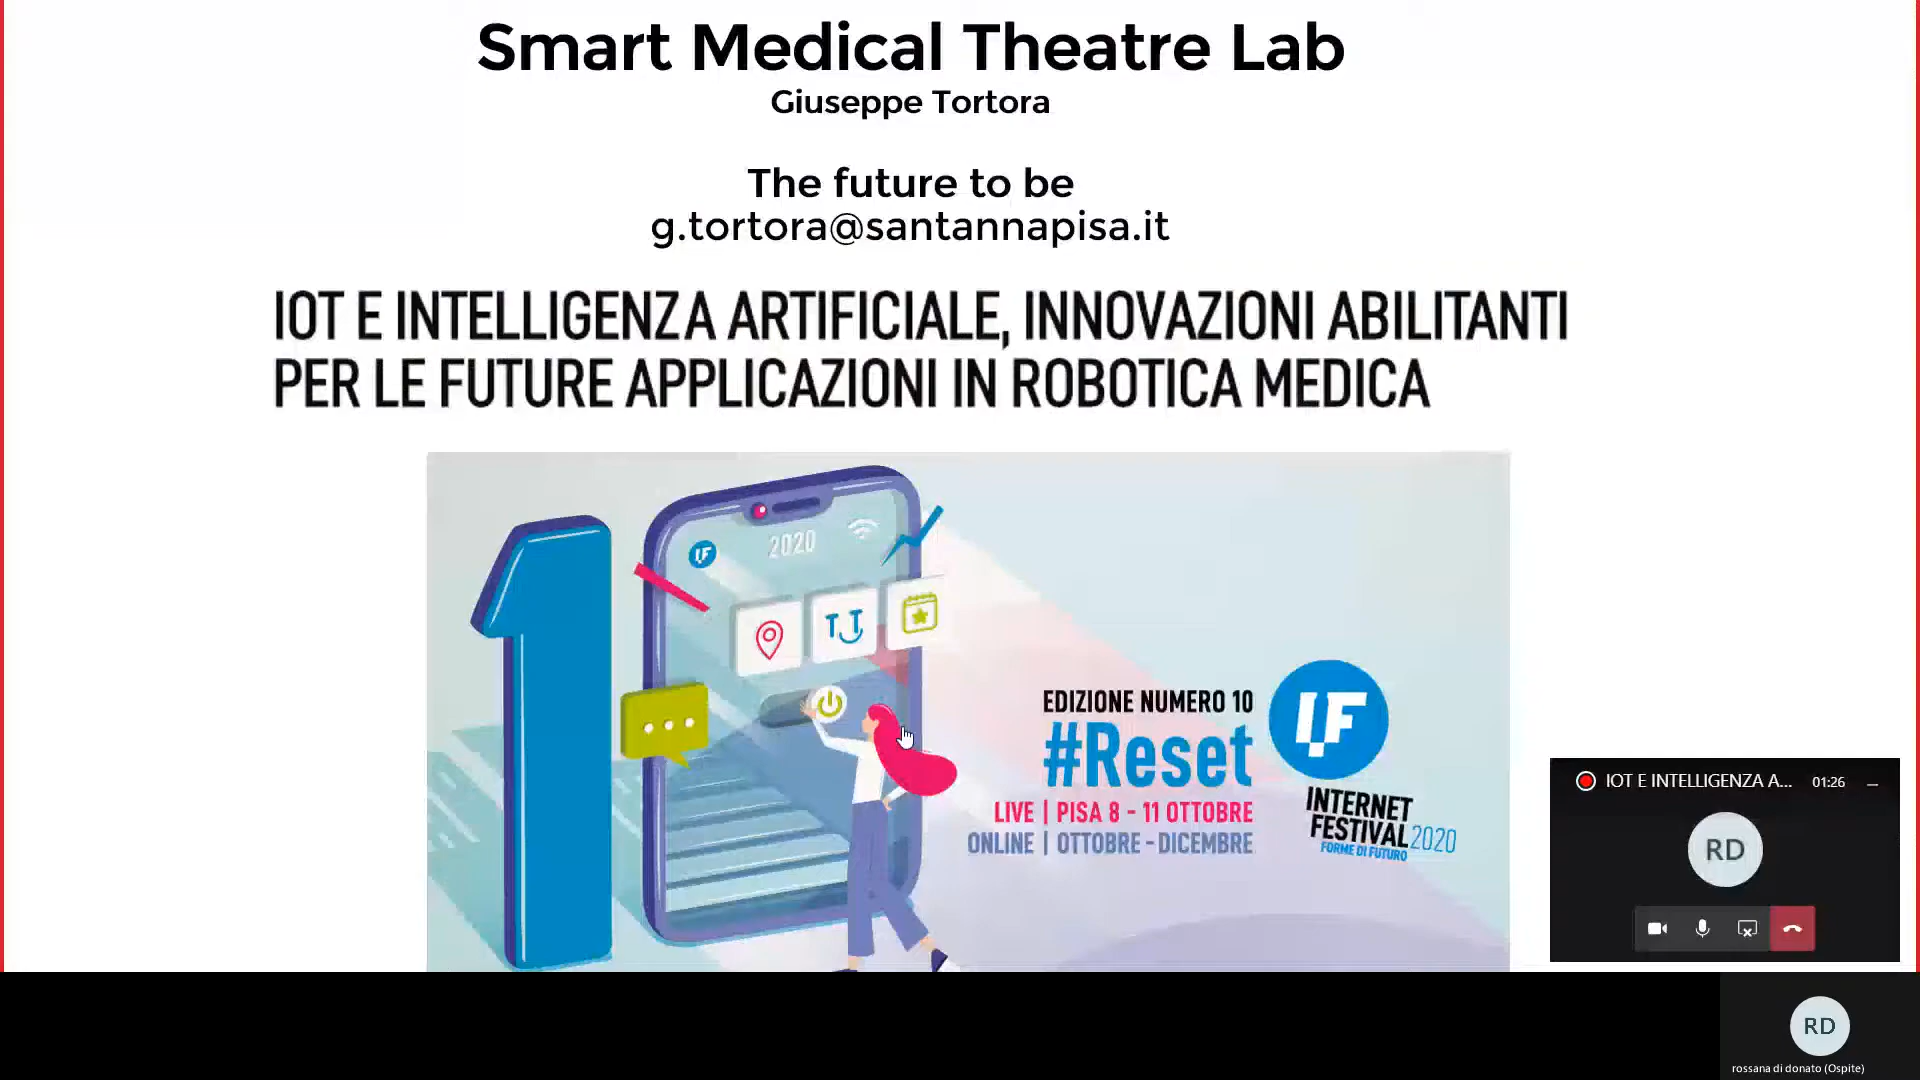 Smart Medical Theatre Lab
Giuseppe Tortora
The future to be
g.tortora@santannapisa.it
IOT E INTELLIGENZA ARTIFICIALE, INNOVAZIONI ABILITANTI
PER LE FUTURE APPLICAZIONI IN ROBOTICA MEDICA
2020
IF
EDIZIONE NUMERO 10
#Reset
LIVE | PISA 8 - 11 OTTOBRE
ONLINE | OTTOBRE - DICEMBRE
IF
INTERNET
FESTIVAL 2020
FORME DI FUTURO
IOT E INTELLIGENZA A... 01:26
RD
RD
rossana di donato (Ospite)